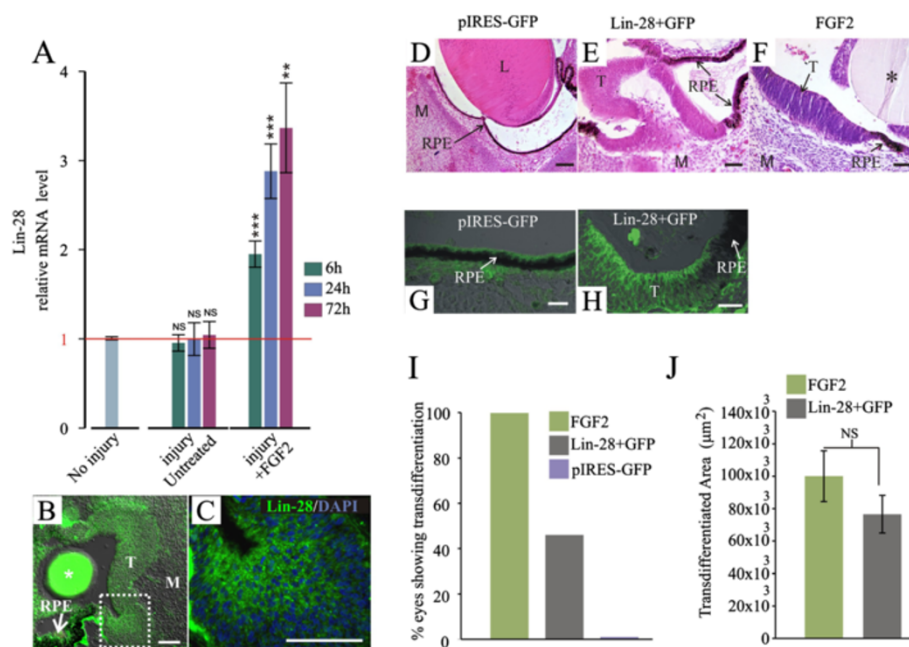 A
Lin-28
relative mRNA level
4
3
2
1
0
**
***
***
NS
NS
NS
6h
24h
72h
No injury
injury
Untreated
injury
+FGF2
B
*
T
M
RPE
C
Lin-28/DAPI
pIRES-GFP
Lin-28+GFP
FGF2
D
L
M
RPE
E
T
RPE
M
F
T
*
RPE
M
pIRES-GFP
RPE
G
Lin-28+GFP
RPE
T
H
I
% eyes showing transdifferentiation
100
80
60
40
20
0
FGF2
Lin-28+GFP
pIRES-GFP
J
FGF2
Lin-28+GFP
Transdifferentiated Area (μm²)
140x10³
120x10³
100x10³
80x10³
60x10³
40x10³
20x10³
0
NS